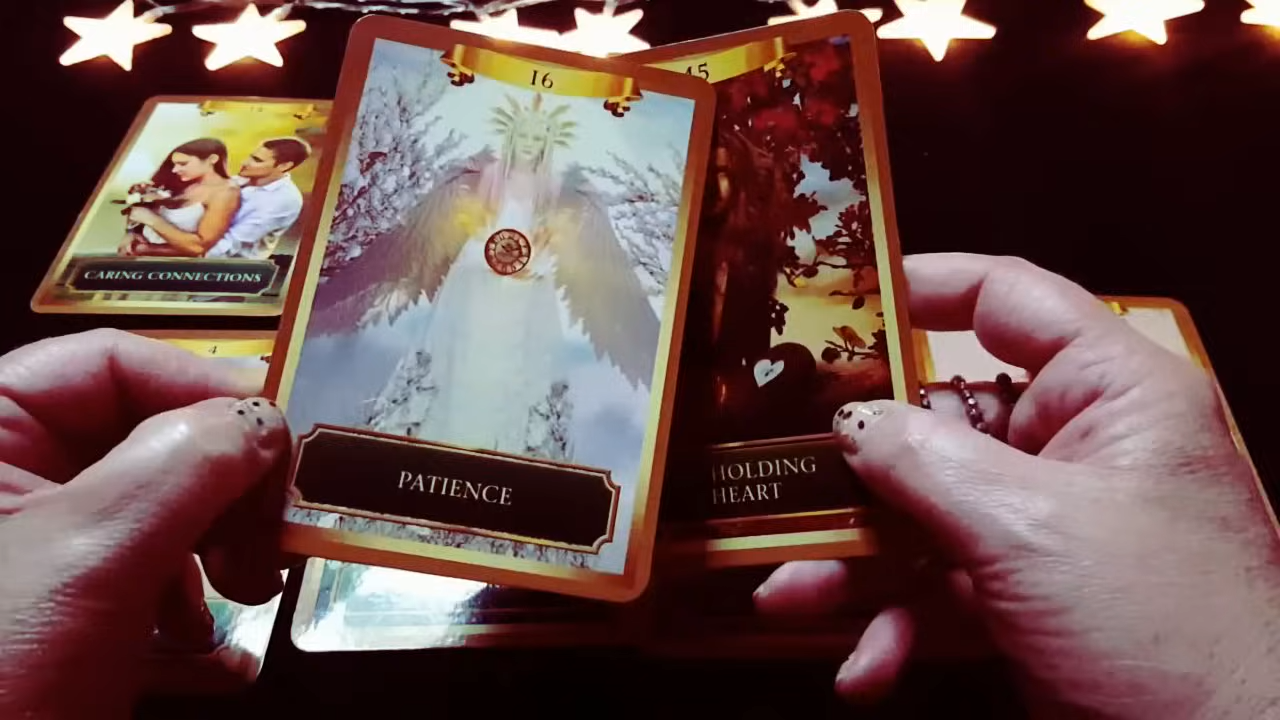 16
45
CARING CONNECTIONS
4
PATIENCE
HOLDING
HEART